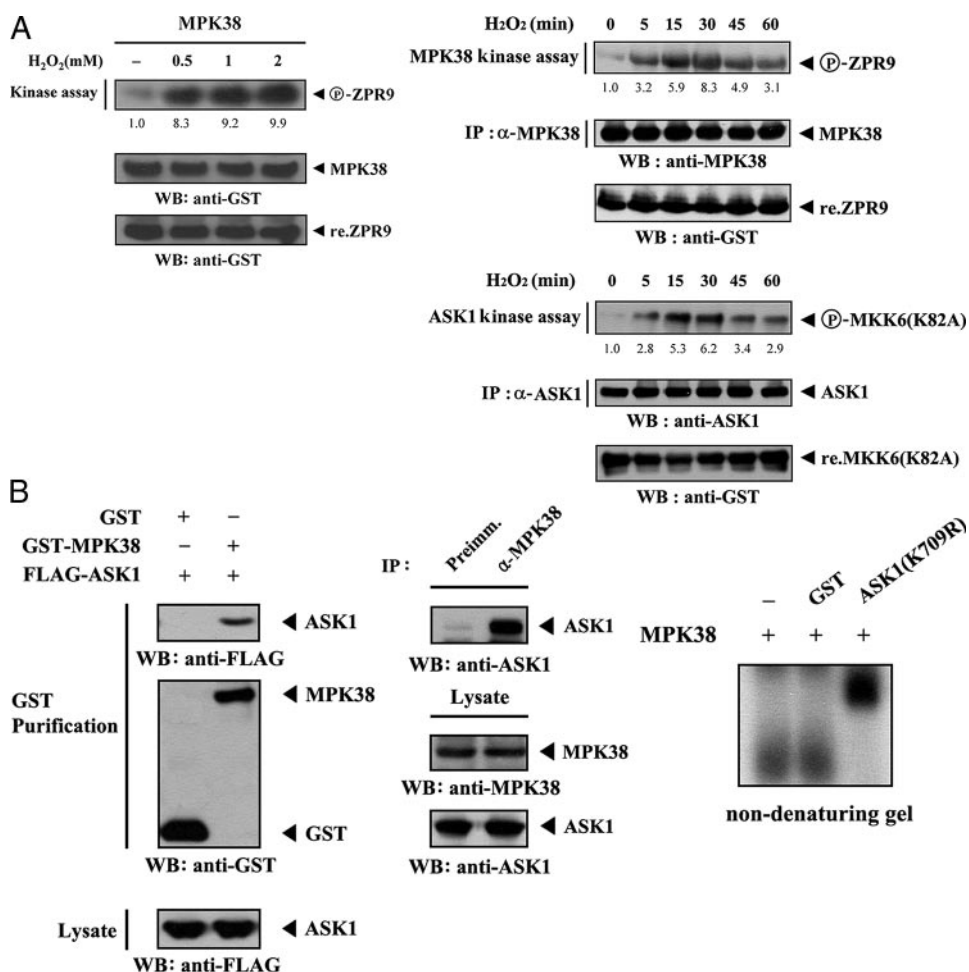 A
MPK38
H₂O₂(mM) – 0.5 1 2
Kinase assay
◄ Ⓟ-ZPR9
1.0 8.3 9.2 9.9
◄ MPK38
WB: anti-GST
◄ re.ZPR9
WB: anti-GST
H₂O₂ (min) 0 5 15 30 45 60
MPK38 kinase assay
◄ Ⓟ-ZPR9
1.0 3.2 5.9 8.3 4.9 3.1
IP : α-MPK38
◄ MPK38
WB : anti-MPK38
◄ re.ZPR9
WB : anti-GST
H₂O₂ (min) 0 5 15 30 45 60
ASK1 kinase assay
◄ Ⓟ-MKK6(K82A)
1.0 2.8 5.3 6.2 3.4 2.9
IP : α-ASK1
◄ ASK1
WB : anti-ASK1
◄ re.MKK6(K82A)
WB : anti-GST
B
GST + –
GST-MPK38 – +
FLAG-ASK1 + +
◄ ASK1
WB: anti-FLAG
GST
Purification
◄ MPK38
◄ GST
WB: anti-GST
Lysate
◄ ASK1
WB: anti-FLAG
IP : Preimm. α-MPK38
◄ ASK1
WB: anti-ASK1
Lysate
◄ MPK38
WB: anti-MPK38
◄ ASK1
WB: anti-ASK1
– GST ASK1(K709R)
MPK38 + + +
non-denaturing gel